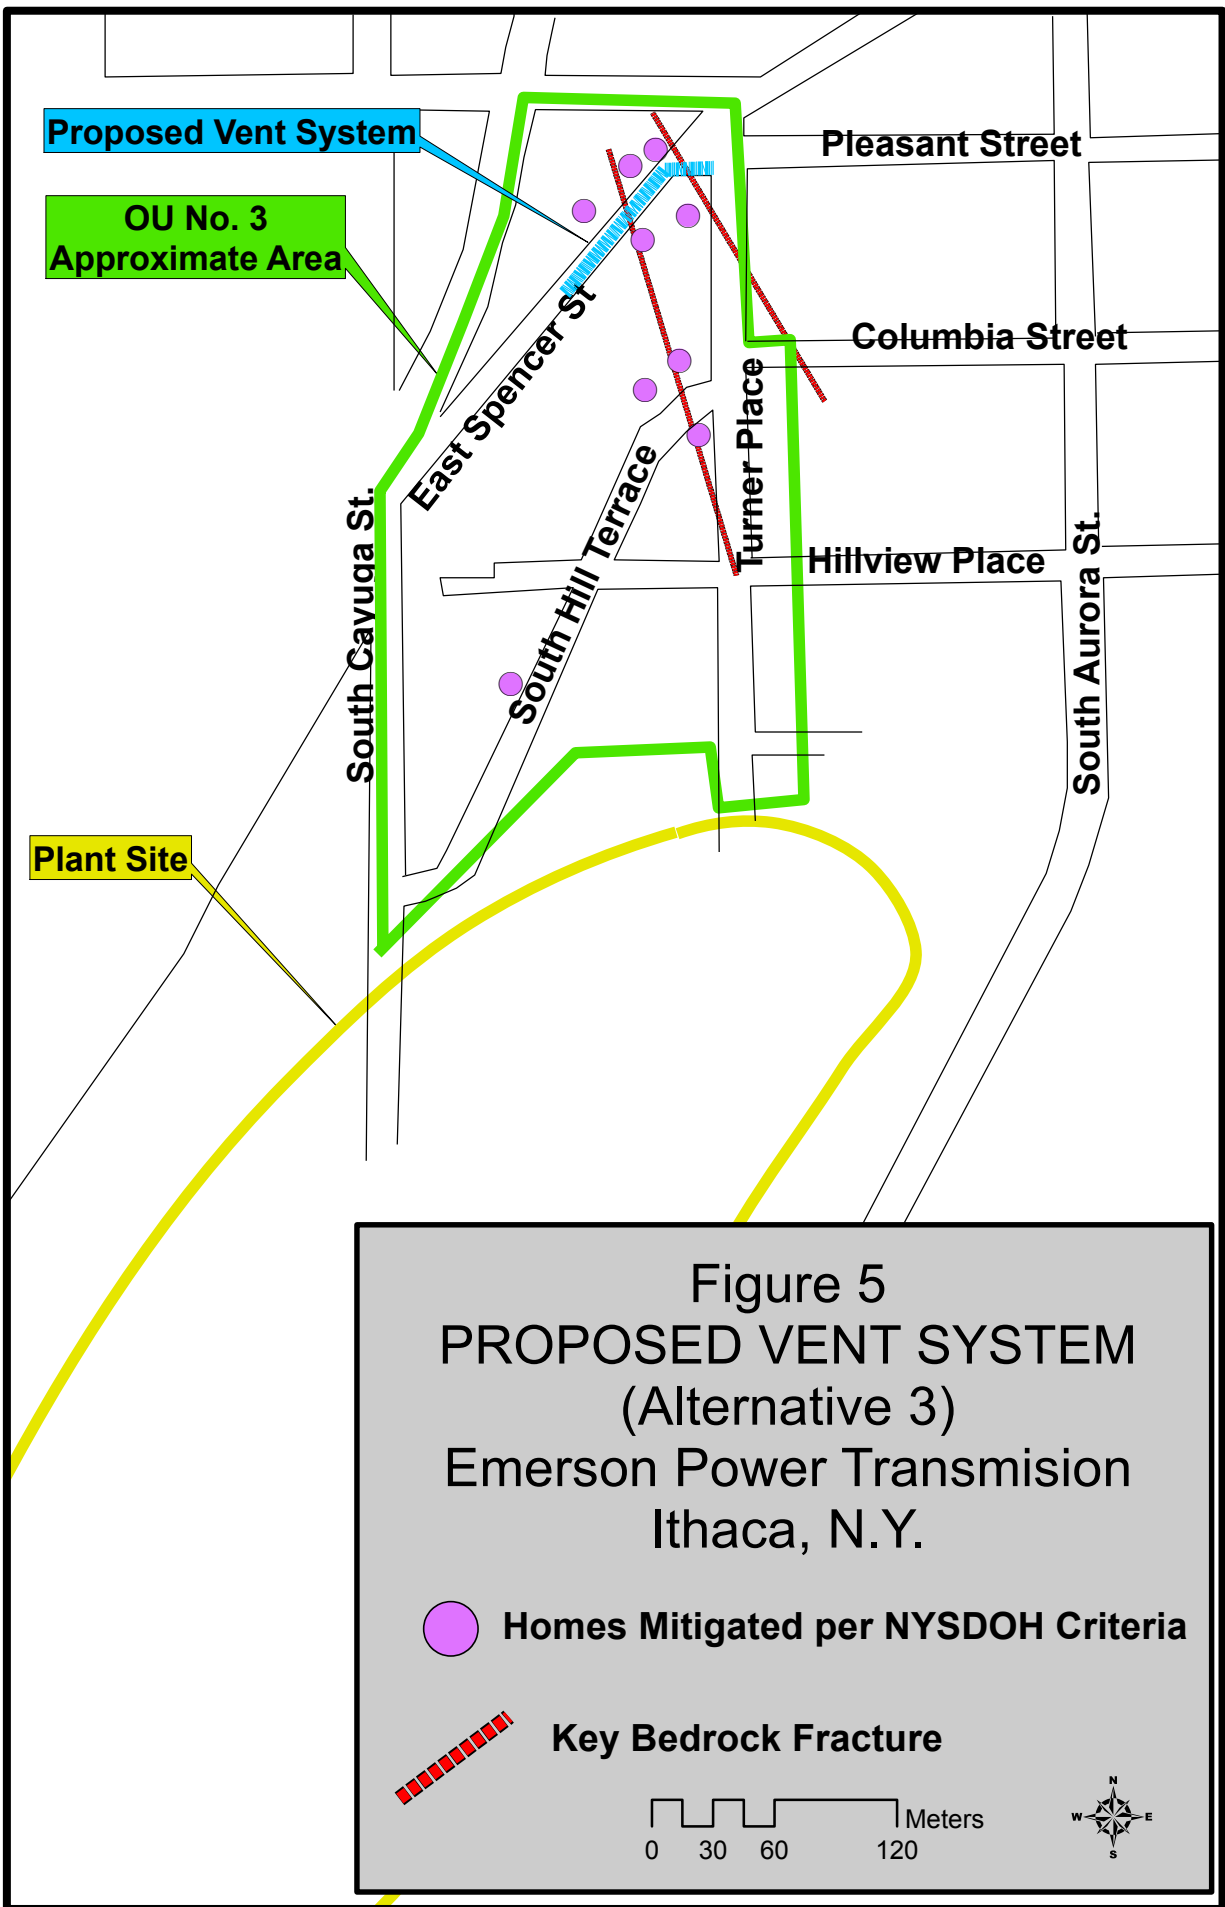 Proposed Vent System
OU No. 3
Approximate Area
Pleasant Street
Columbia Street
East Spencer St
Turner Place
South Hill Terrace
Hillview Place
South Cayuga St.
South Aurora St.
Plant Site
Figure 5
PROPOSED VENT SYSTEM
(Alternative 3)
Emerson Power Transmision
Ithaca, N.Y.
Homes Mitigated per NYSDOH Criteria
Key Bedrock Fracture
Meters
0 30 60 120
N
W E
S